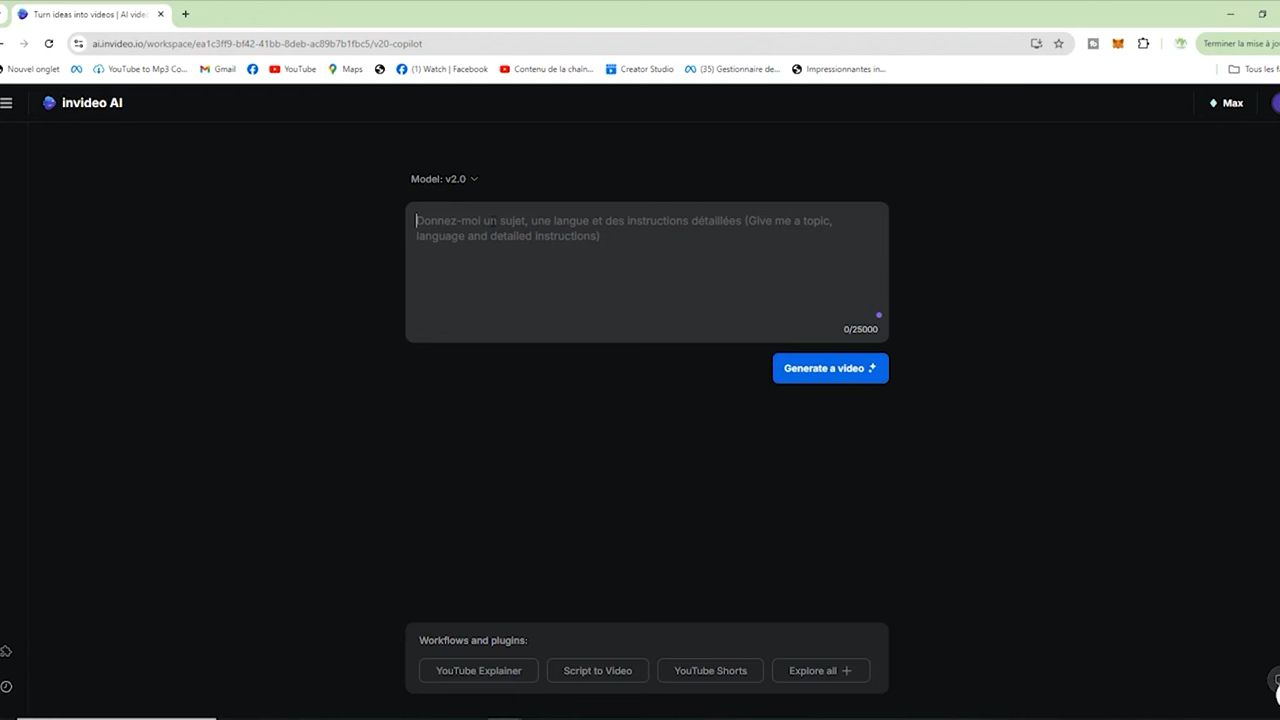 Turn ideas into videos | AI vide
ai.invideo.io/workspace/ea1c3ff9-bf42-41bb-8deb-ac89b7b1fbc5/v20-copilot
Terminer la mise à jo
Nouvel onglet
YouTube to Mp3 Co...
Gmail
YouTube
Maps
(1) Watch | Facebook
Contenu de la chaîn...
Creator Studio
(35) Gestionnaire de...
Impressionnantes in...
Tous les fa
invideo AI
Max
Model: v2.0
Donnez-moi un sujet, une langue et des instructions détaillées (Give me a topic,
language and detailed instructions)
0/25000
Generate a video
Workflows and plugins:
YouTube Explainer
Script to Video
YouTube Shorts
Explore all